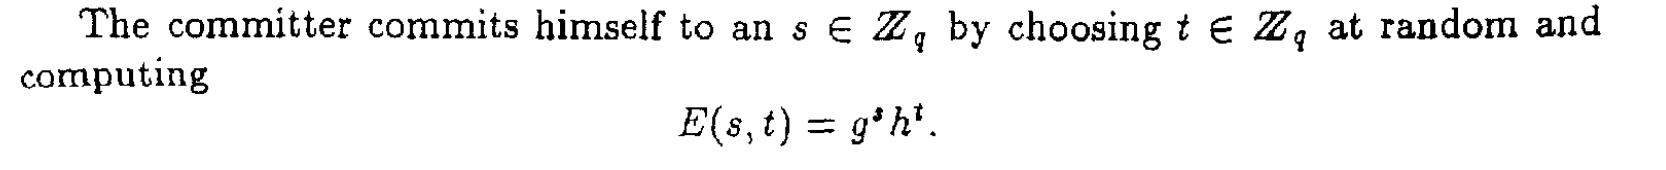 The committer commits himself to an s ∈ ℤ_q by choosing t ∈ ℤ_q at random and
computing
E(s, t) = g^s h^t.